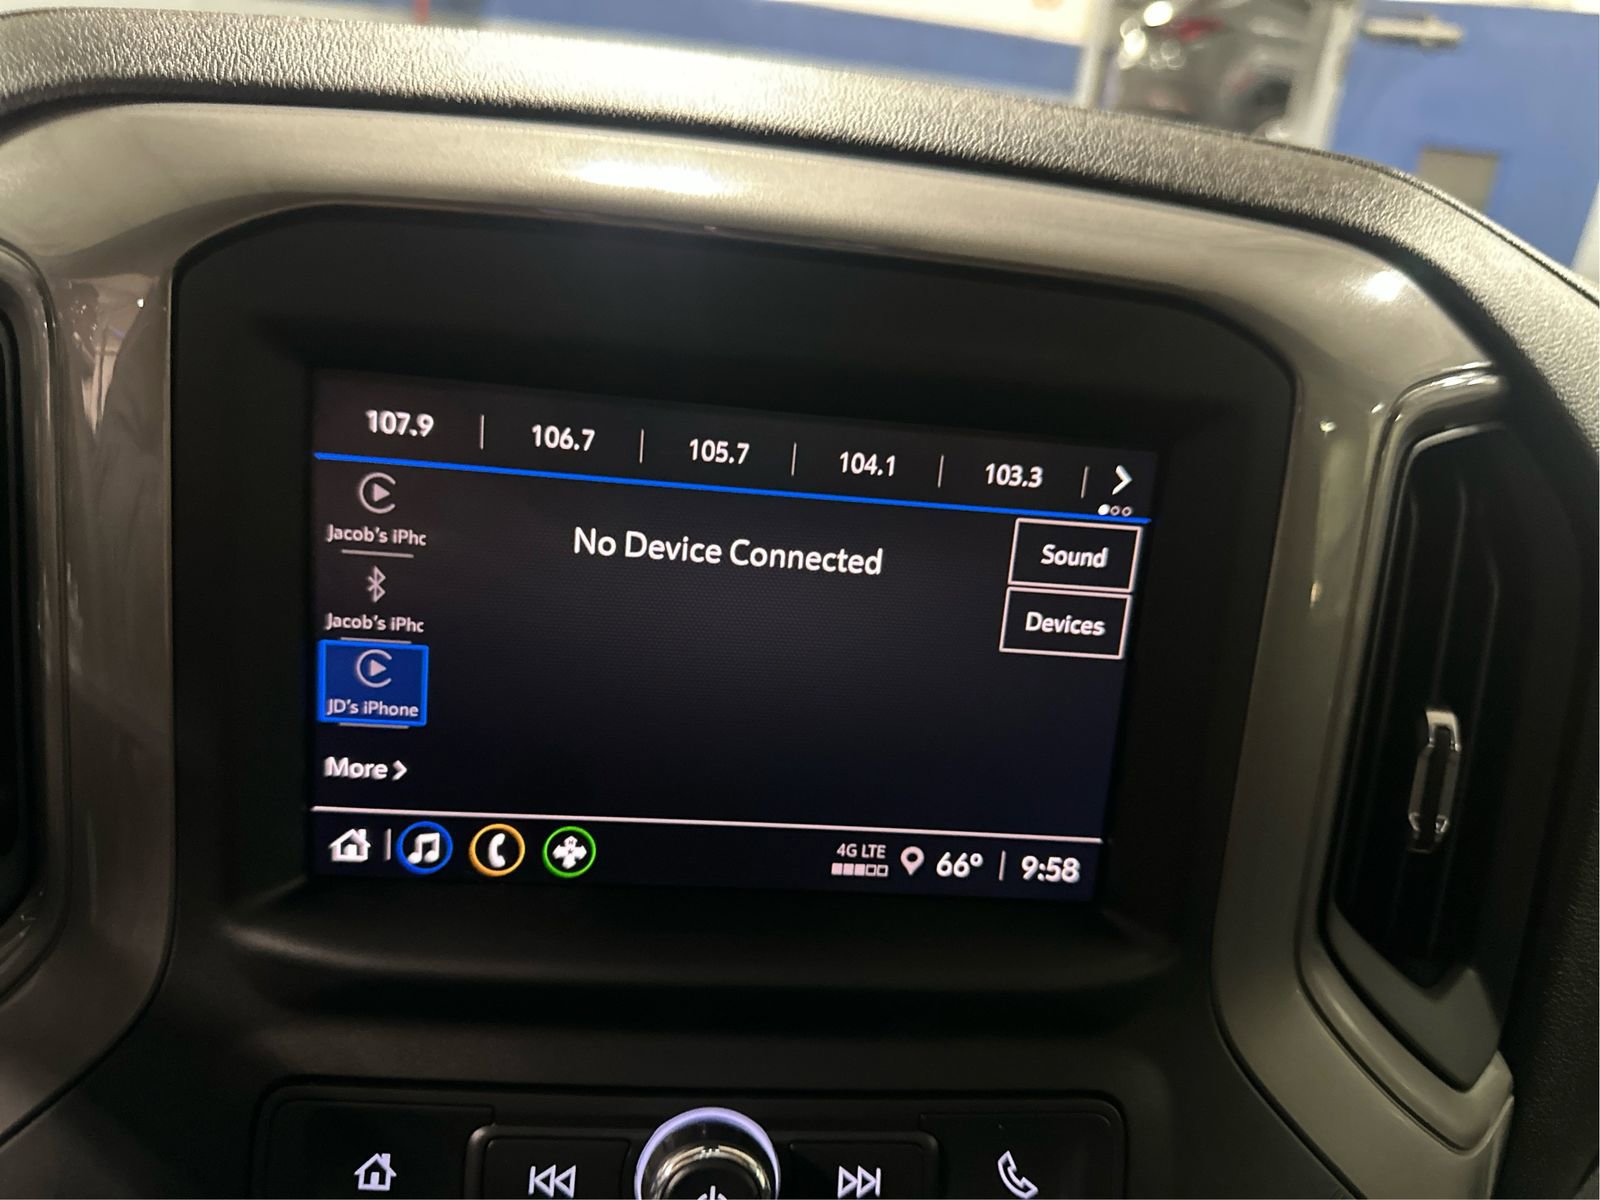 107.9 | 106.7 | 105.7 | 104.1 | 103.3 |
Jacob's iPhc
No Device Connected
Sound
Jacob's iPhc
Devices
JD's iPhone
More
4G LTE
66° | 9:58